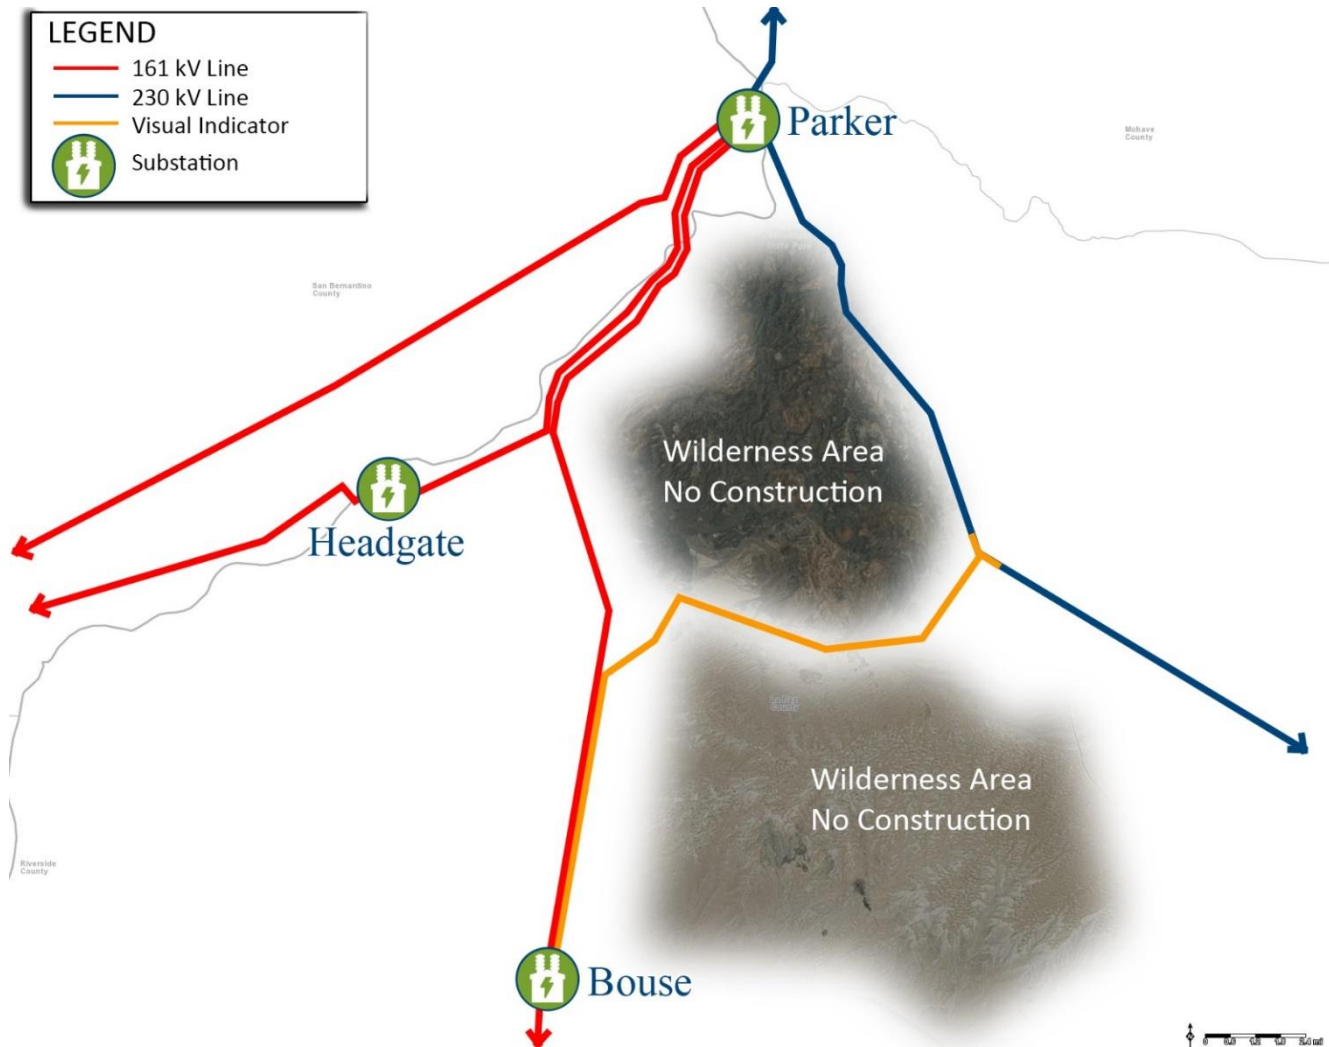 LEGEND
161 kV Line
230 kV Line
Visual Indicator
Substation
Parker
Mohave
County
San Bernardino
County
Wilderness Area
No Construction
Headgate
Wilderness Area
No Construction
Riverside
County
Bouse